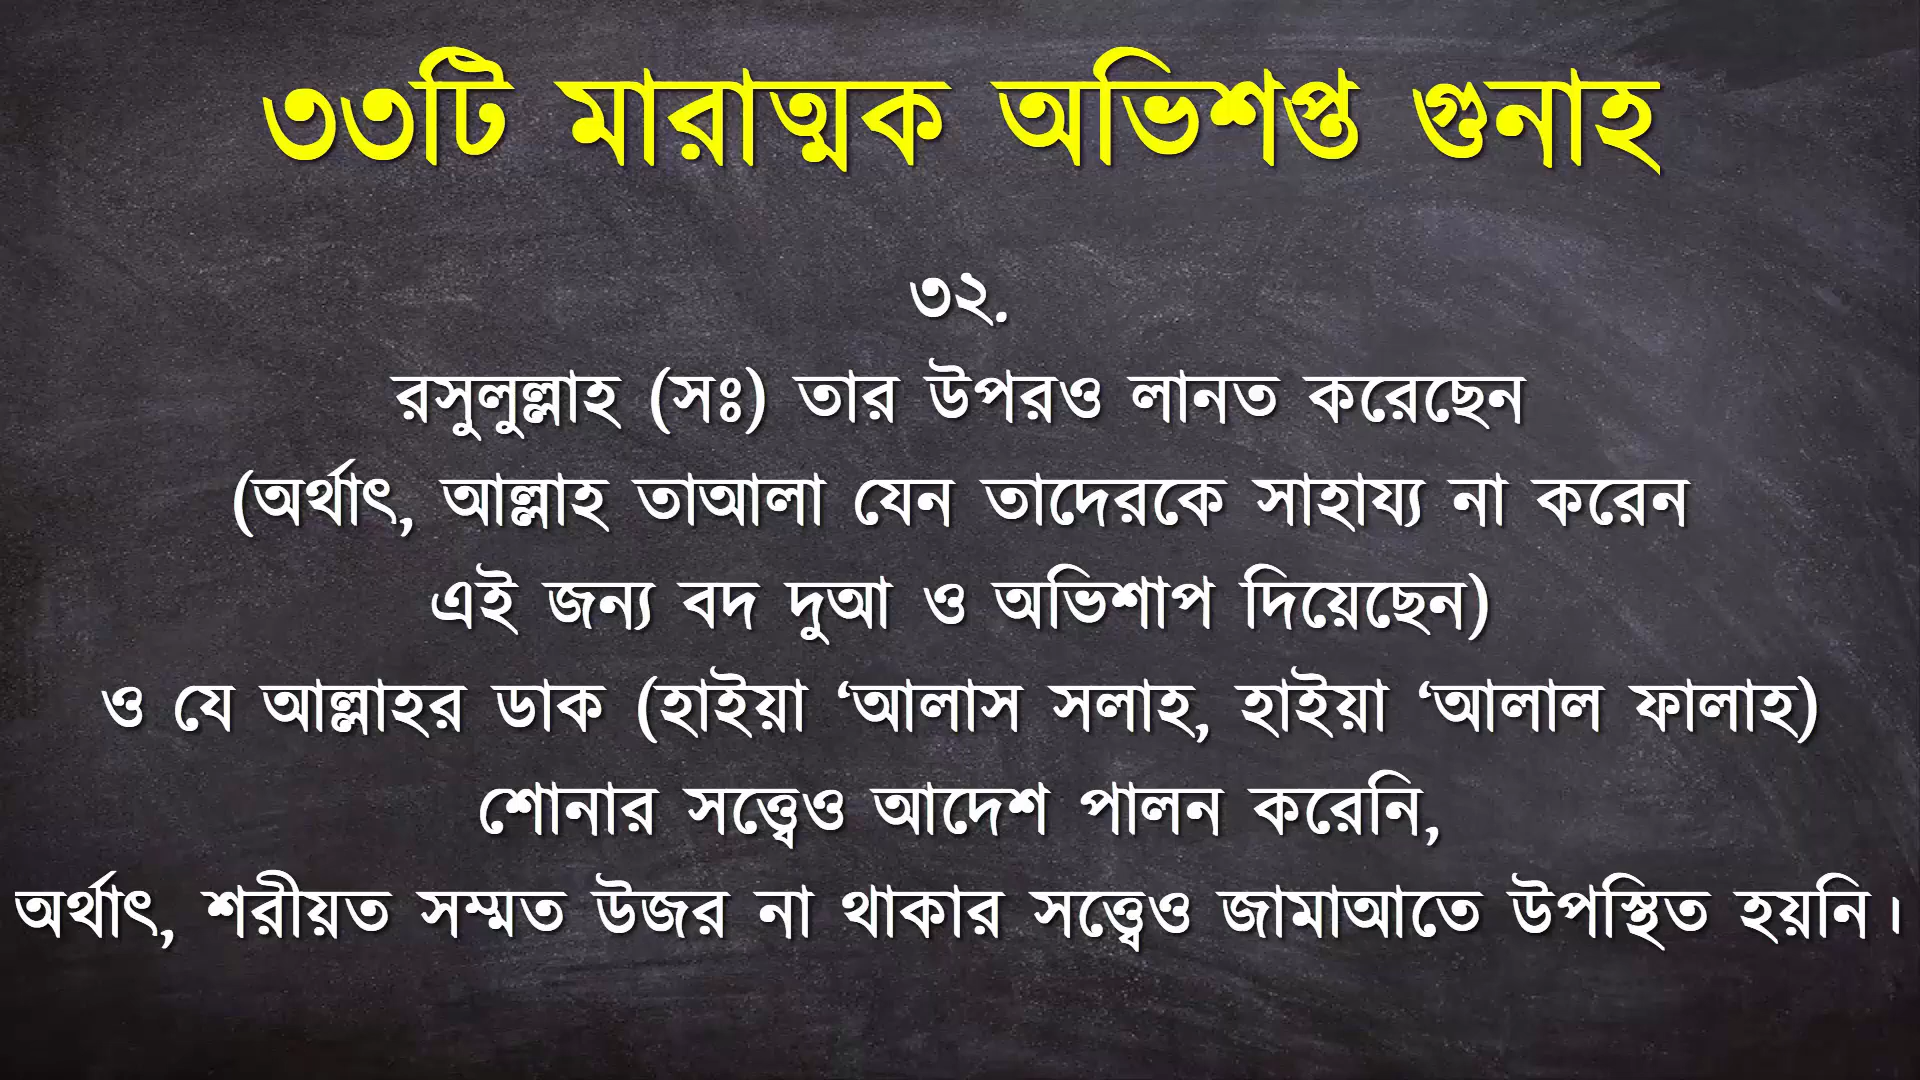 ৩৩টি মারাত্মক অভিশপ্ত গুনাহ
৩২.
রসুলুল্লাহ (সঃ) তার উপরও লানত করেছেন
(অর্থাৎ, আল্লাহ তাআলা যেন তাদেরকে সাহায্য না করেন
এই জন্য বদ দুআ ও অভিশাপ দিয়েছেন)
ও যে আল্লাহর ডাক (হাইয়া ‘আলাস সলাহ, হাইয়া ‘আলাল ফালাহ)
শোনার সত্ত্বেও আদেশ পালন করেনি,
অর্থাৎ, শরীয়ত সম্মত উজর না থাকার সত্ত্বেও জামাআতে উপস্থিত হয়নি।